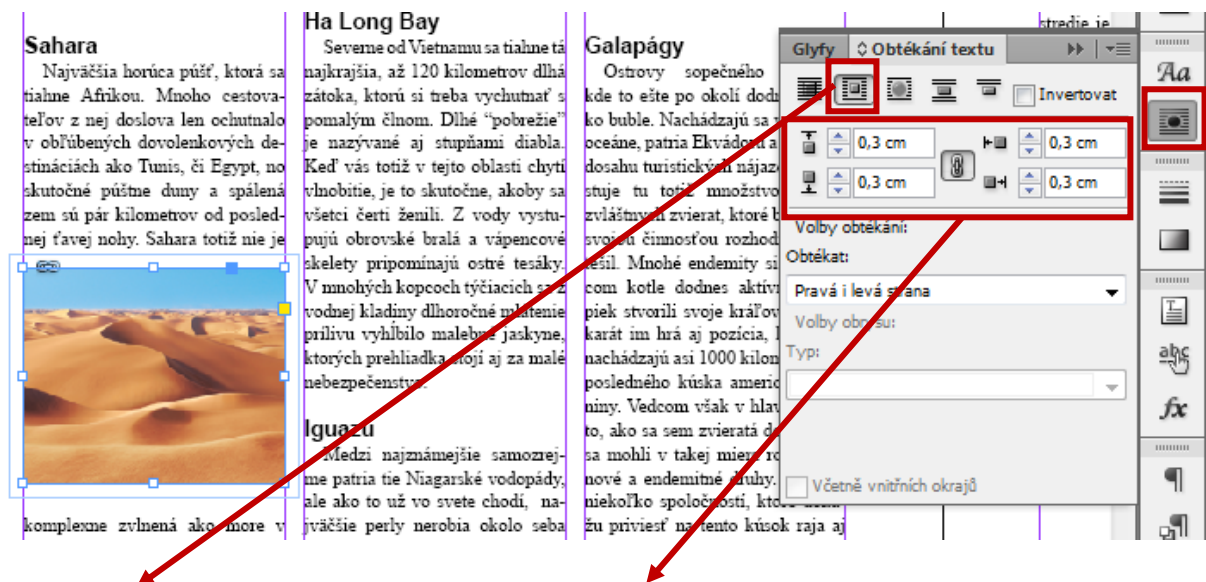 Sahara
Najväčšia horúca púšť, ktorá sa
tiahne Afrikou. Mnoho cestova-
teľov z nej doslova len ochutnalo
v obľúbených dovolenkových de-
stináciách ako Tunis, či Egypt, no
skutočné púštne duny a spálená
zem sú pár kilometrov od posled-
nej ťavej nohy. Sahara totiž nie je
komplexne zvlnená ako more v
Ha Long Bay
Severne od Vietnamu sa tiahne tá
najkrajšia, až 120 kilometrov dlhá
zátoka, ktorú si treba vychutnať s
pomalým člnom. Dlhé “pobrežie”
je nazývané aj stupňami diabla.
Keď vás totiž v tejto oblasti chytí
vlnobitie, je to skutočne, akoby sa
všetci čerti ženili. Z vody vystu-
pujú obrovské bralá a vápencové
skelety pripomínajú ostré tesáky.
V mnohých kopcoch týčiacich sa z
vodnej kladiny dlhoročné mlátenie
prílivu vyhĺbilo malebné jaskyne,
ktorých prehliadka stojí aj za malé
nebezpečenstvo.
Iguazu
Medzi najznámejšie samozrej-
me patria tie Niagarské vodopády,
ale ako to už vo svete chodí, na-
jväčšie perly nerobia okolo seba
Galapágy
Ostrovy sopečného
kde to ešte po okolí
ko buble. Nachádzajú sa
oceáne, patria Ekvádoru a
dosahu turistických
stuje tu totiž množstvo
zvláštnych zvierat, ktoré
svojou činnosťou
Mnohé endemity si
com kotle dodnes
piek stvorili svoje
karát im hrá aj pozícia,
nachádzajú asi 1000
posledného kúska
niny. Vedcom však v
to, ako sa sem zvieratá
sa mohli v takej miere
nové a endemitné druhy.
niekoľko spoločností,
žu priviesť na tento kúsok raja aj
stredie je
Glyfy
Obtékání textu
Invertovat
0,3 cm
0,3 cm
0,3 cm
0,3 cm
Volby obtékání:
Obtékat:
Pravá i levá strana
Volby obrysu:
Typ:
Včetně vnitřních okrajů
Aa
T
abc
fx